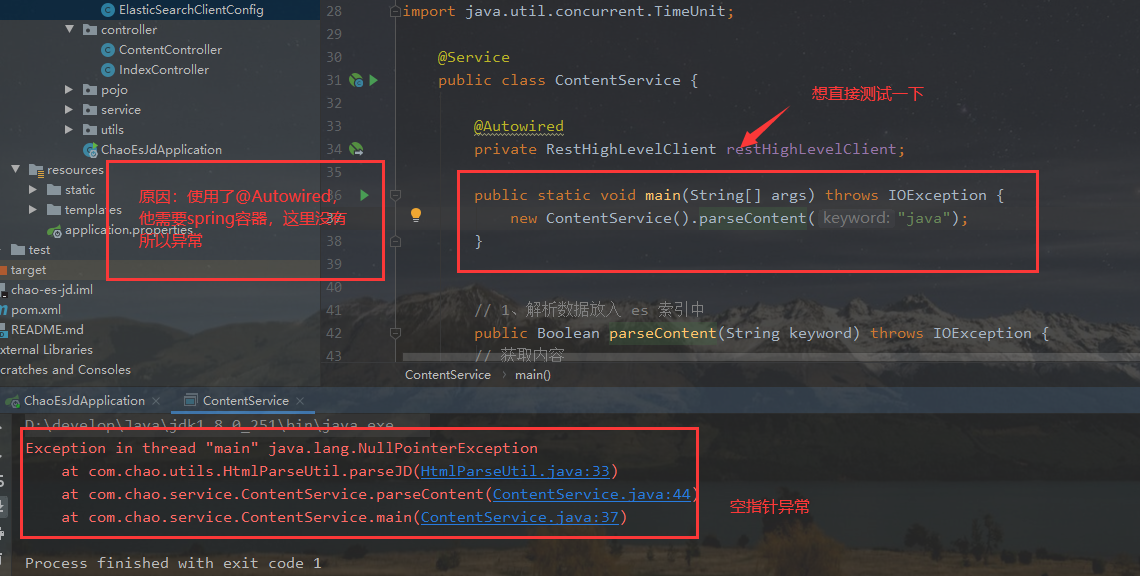 ElasticSearchClientConfig
controller
ContentController
IndexController
pojo
service
utils
ChaoEsJdApplication
resources
static
templates
application.properties
test
target
chao-es-jd.iml
pom.xml
README.md
xternal Libraries
cratches and Consoles
原因：使用了@Autowired,
他需要spring容器，这里没有
所以异常
28 import java.util.concurrent.TimeUnit;
29
30 @Service
31 public class ContentService {
32
想直接测试一下
33 @Autowired
34 private RestHighLevelClient restHighLevelClient;
35
36 public static void main(String[] args) throws IOException {
new ContentService().parseContent( keyword: "java");
38 }
39
40
41 // 1、解析数据放入 es 索引中
42 public Boolean parseContent(String keyword) throws IOException {
43 // 获取内容
ContentService › main()
ChaoEsJdApplication × ContentService ×
D:\develop\Java\jdk1.8.0_251\bin\java.exe
Exception in thread "main" java.lang.NullPointerException
at com.chao.utils.HtmlParseUtil.parseJD(HtmlParseUtil.java:33)
at com.chao.service.ContentService.parseContent(ContentService.java:44)
at com.chao.service.ContentService.main(ContentService.java:37)
空指针异常
Process finished with exit code 1